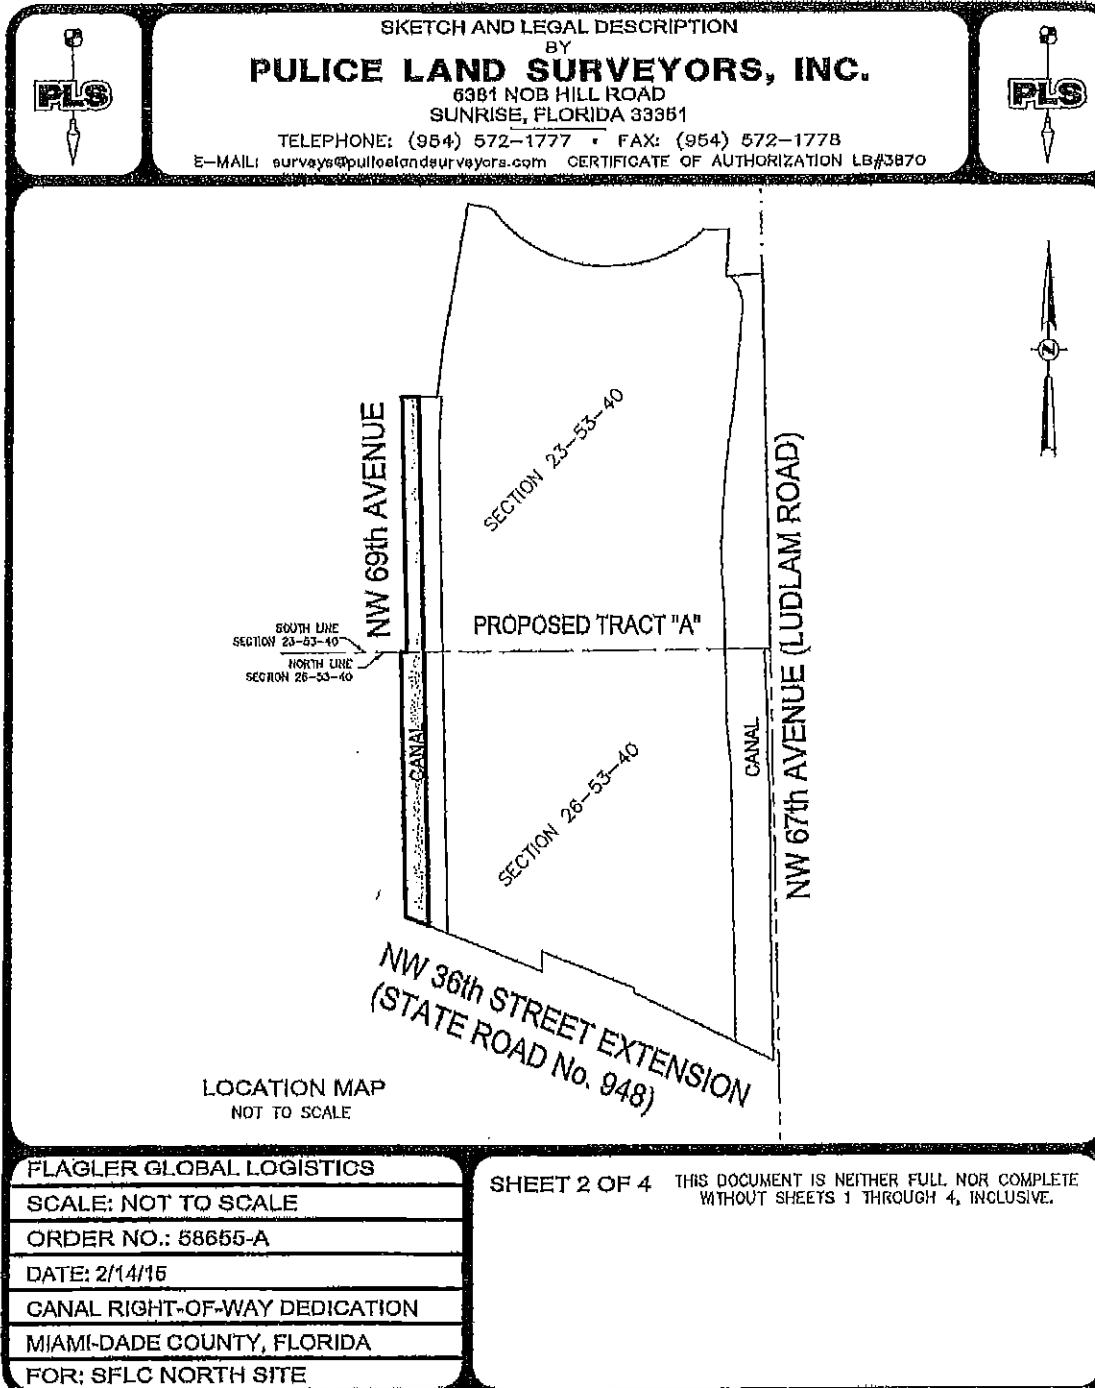 SKETCH AND LEGAL DESCRIPTION
BY
PULICE LAND SURVEYORS, INC.
6381 NOB HILL ROAD
SUNRISE, FLORIDA 33351
TELEPHONE: (954) 572-1777 • FAX: (954) 572-1778
E-MAIL: surveys@pulicelandsurveyors.com CERTIFICATE OF AUTHORIZATION LB#3870
PLS
PLS
N
NW 69th AVENUE
SECTION 23-53-40
NW 67th AVENUE (LUDLAM ROAD)
PROPOSED TRACT "A"
SOUTH LINE
SECTION 23-53-40
NORTH LINE
SECTION 26-53-40
CANAL
CANAL
SECTION 26-53-40
NW 36th STREET EXTENSION
(STATE ROAD No. 948)
LOCATION MAP
NOT TO SCALE
FLAGLER GLOBAL LOGISTICS
SCALE: NOT TO SCALE
ORDER NO.: 58655-A
DATE: 2/14/15
CANAL RIGHT-OF-WAY DEDICATION
MIAMI-DADE COUNTY, FLORIDA
FOR: SFLC NORTH SITE
SHEET 2 OF 4
THIS DOCUMENT IS NEITHER FULL NOR COMPLETE
WITHOUT SHEETS 1 THROUGH 4, INCLUSIVE.